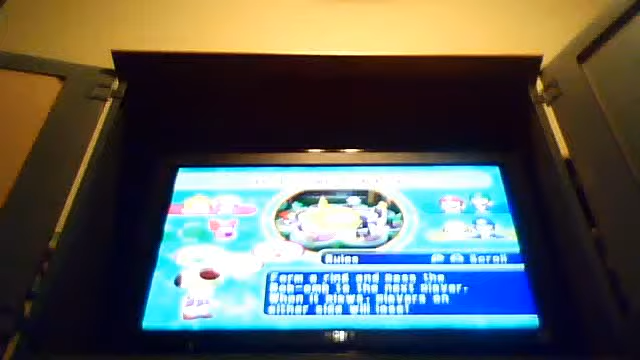 Rules
Scroll
Form a ring and pass the
Bob-omb to the next player.
When it blows, players on
either side will lose!
SONY